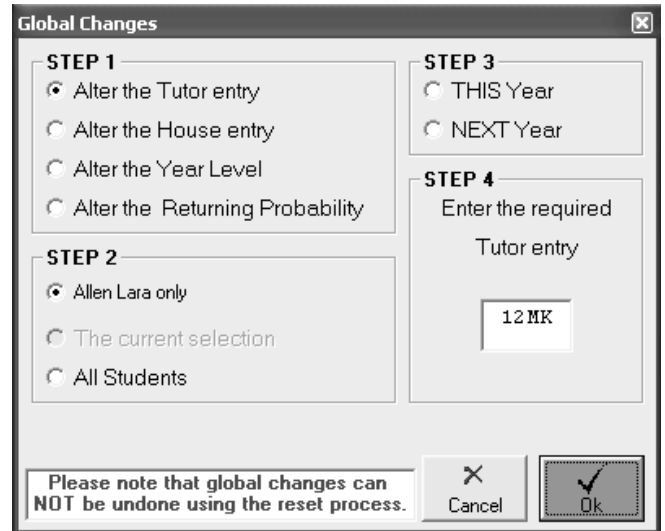 Global Changes
STEP 1
Alter the Tutor entry
Alter the House entry
Alter the Year Level
Alter the Returning Probability
STEP 2
Allen Lara only
The current selection
All Students
STEP 3
THIS Year
NEXT Year
STEP 4
Enter the required
Tutor entry
12MK
Please note that global changes can
NOT be undone using the reset process.
Cancel
Ok